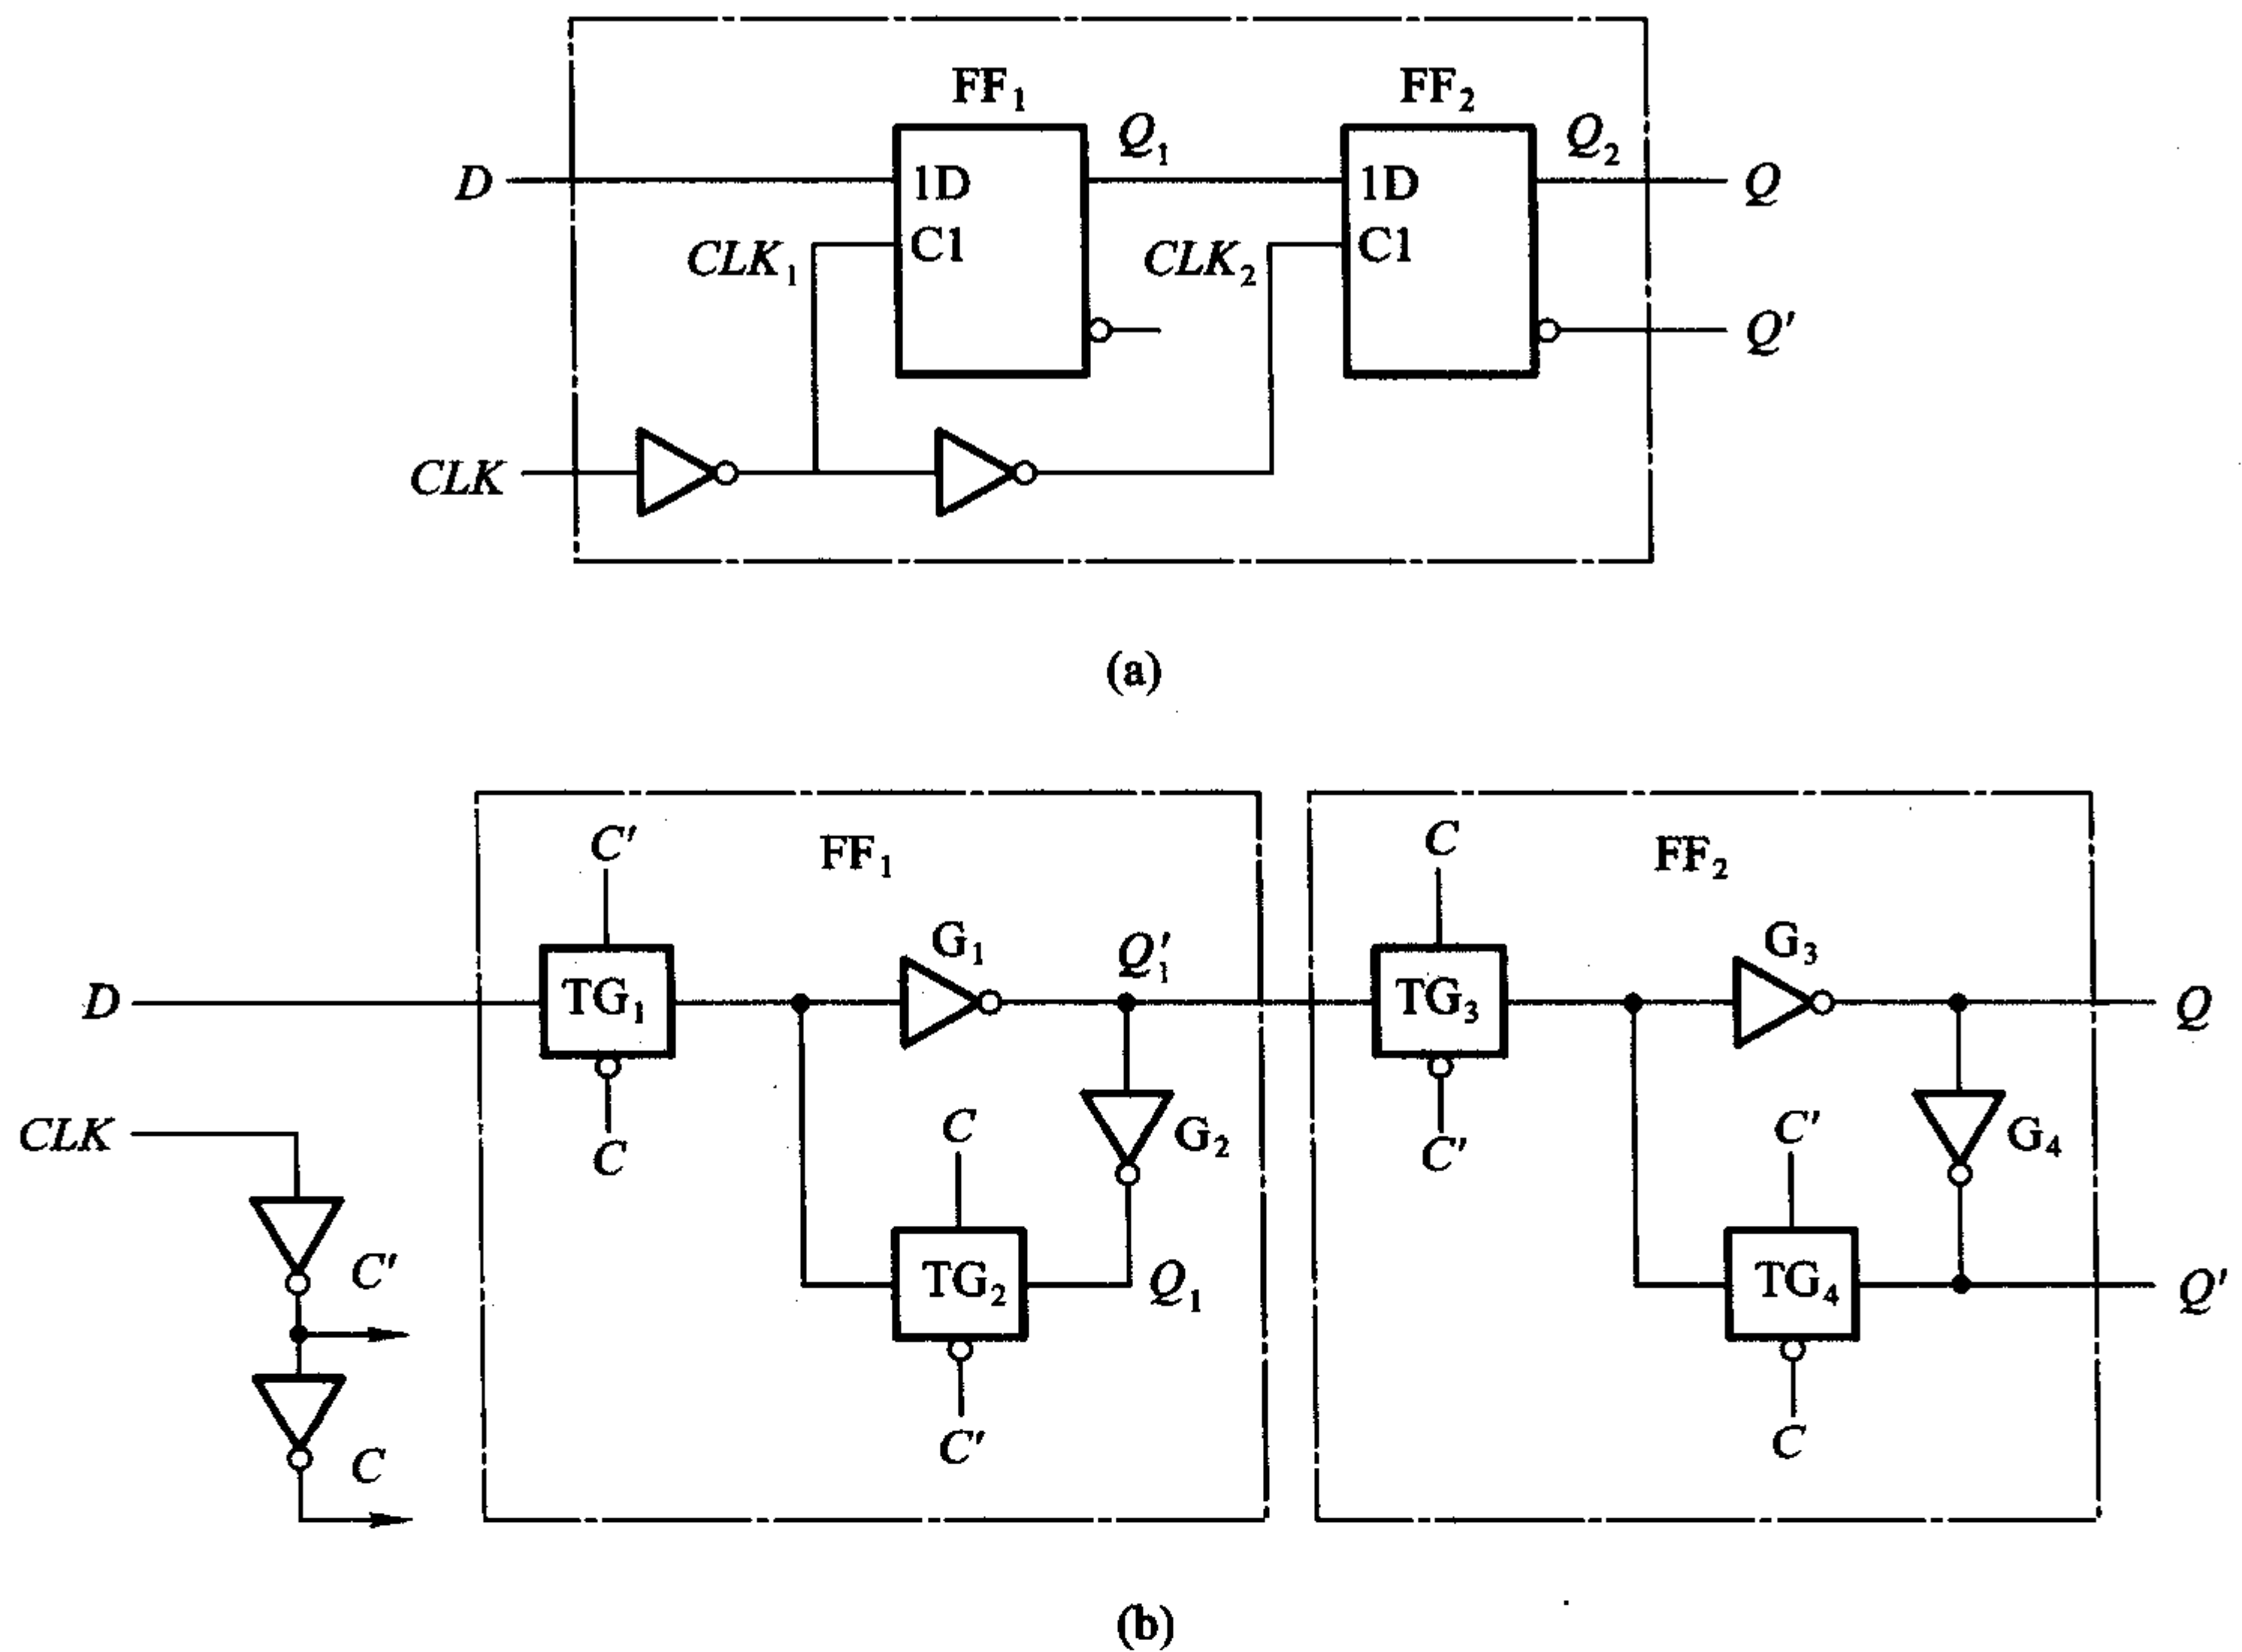 FF₁ FF₂
Q₁ Q₂
D 1D 1D Q
CLK₁ C1 CLK₂ C1
Q'
CLK
(a)
C' FF₁ C FF₂
G₁ Q'₁ G₃
D TG₁ TG₃ Q
CLK C C G₂ C' C' G₄
C' TG₂ Q₁ TG₄ Q'
C C' C
(b)